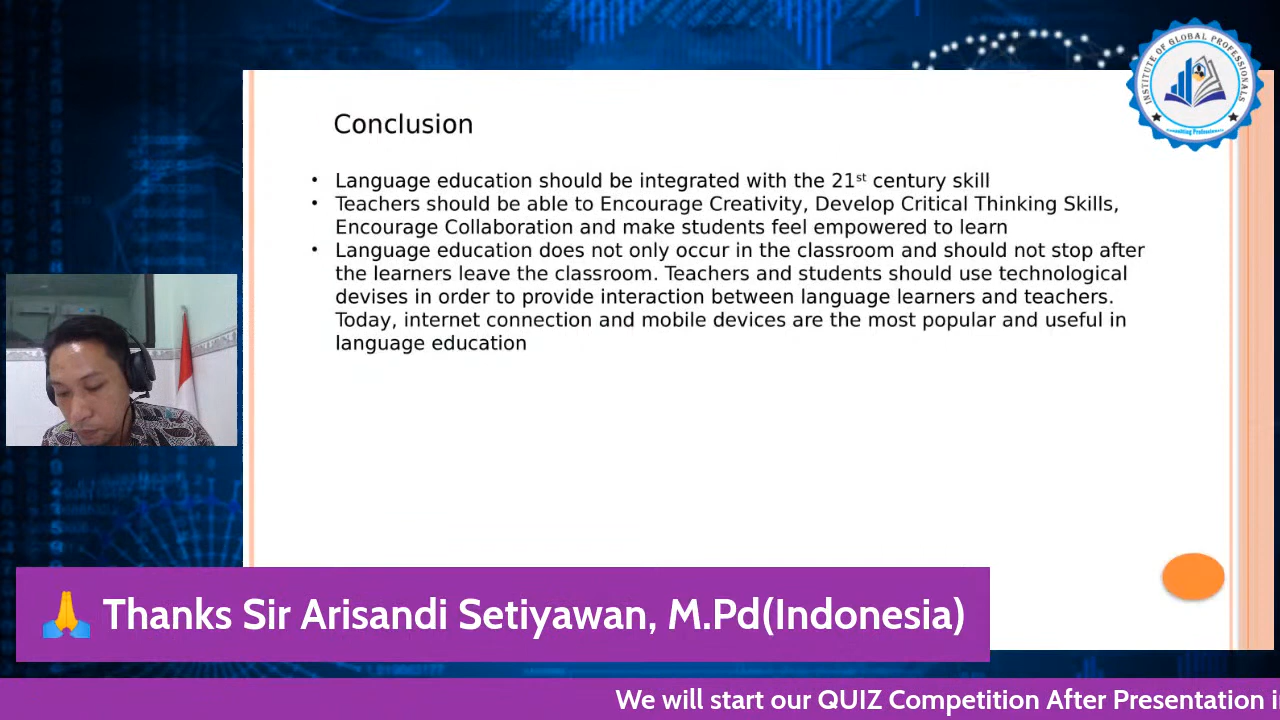 INSTITUTE OF GLOBAL PROFESSIONALS
Consulting Professionals
Conclusion
• Language education should be integrated with the 21st century skill
• Teachers should be able to Encourage Creativity, Develop Critical Thinking Skills,
Encourage Collaboration and make students feel empowered to learn
• Language education does not only occur in the classroom and should not stop after
the learners leave the classroom. Teachers and students should use technological
devises in order to provide interaction between language learners and teachers.
Today, internet connection and mobile devices are the most popular and useful in
language education
🙏 Thanks Sir Arisandi Setiyawan, M.Pd(Indonesia)
We will start our QUIZ Competition After Presentation